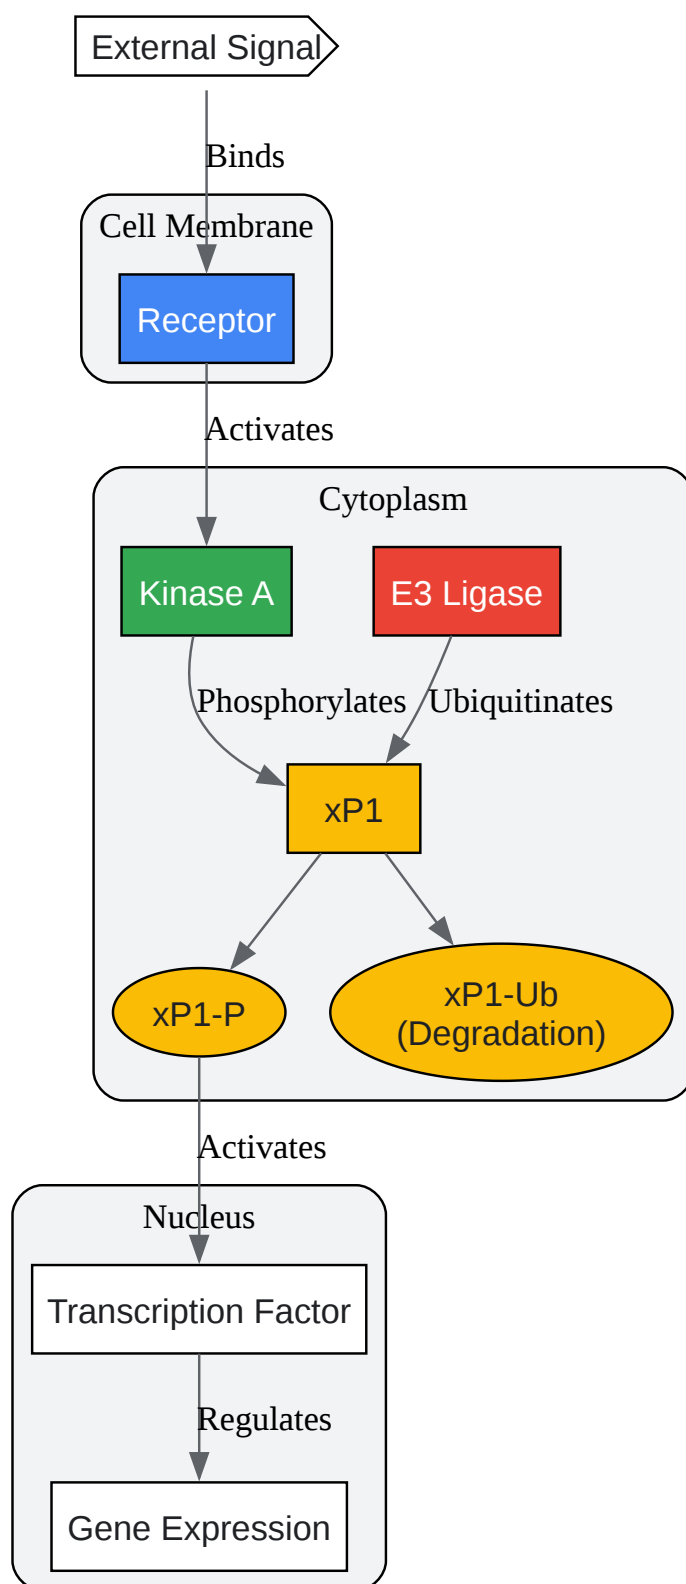 External Signal
Binds
Cell Membrane
Receptor
Activates
Cytoplasm
Kinase A
E3 Ligase
Phosphorylates
Ubiquitinates
xP1
xP1-P
xP1-Ub
(Degradation)
Activates
Nucleus
Transcription Factor
Regulates
Gene Expression